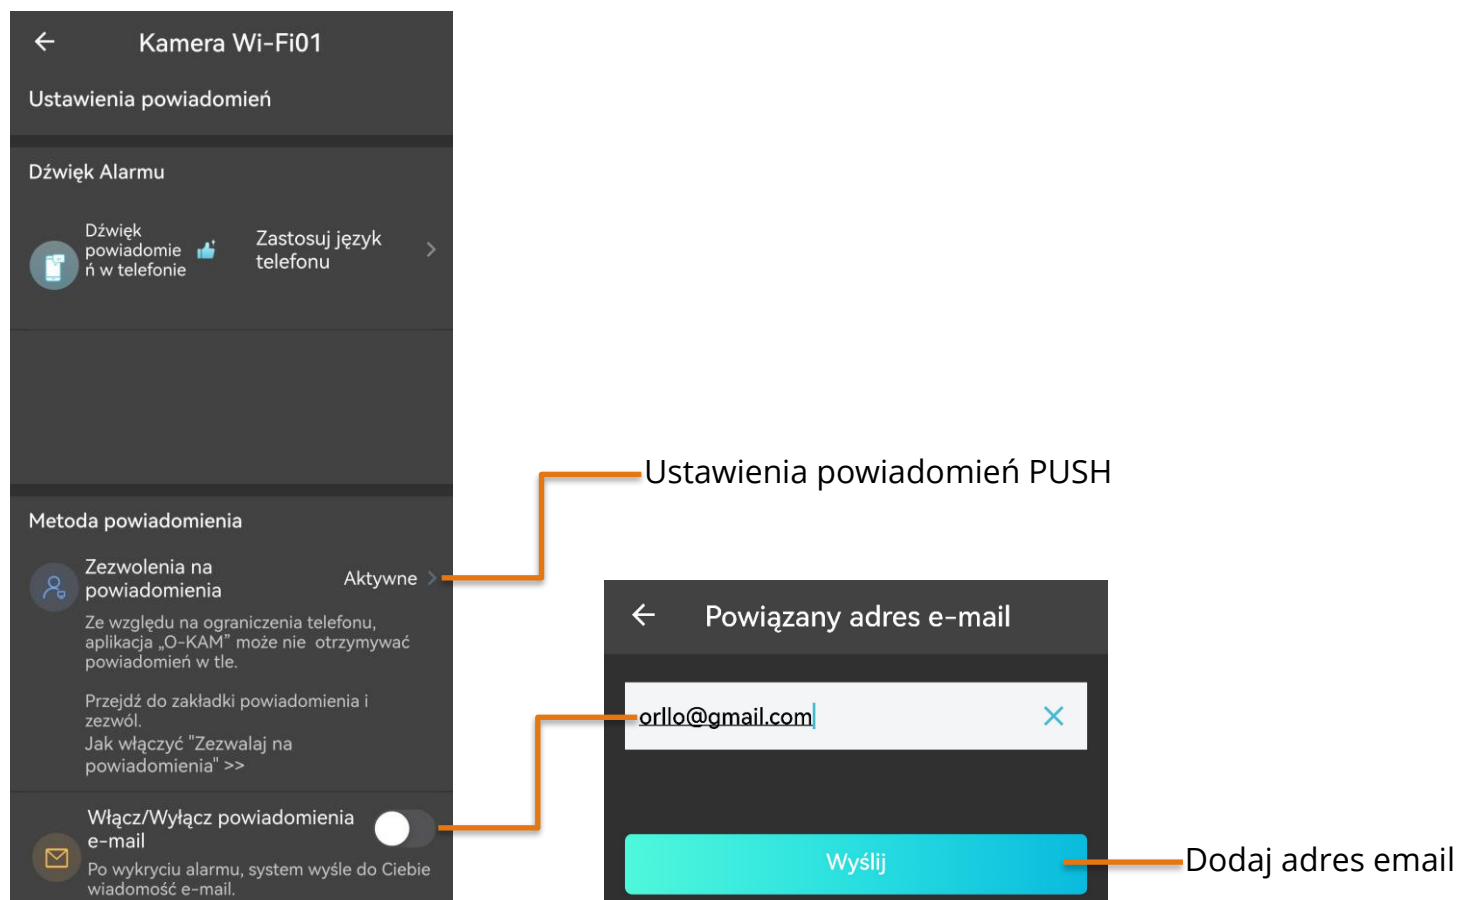 Kamera Wi-Fi01
Ustawienia powiadomień
Dźwięk Alarmu
Dźwięk
powiadomie
ń w telefonie
Zastosuj język
telefonu
Ustawienia powiadomień PUSH
Metoda powiadomienia
Zezwolenia na
powiadomienia
Aktywne
Ze względu na ograniczenia telefonu,
aplikacja „O-KAM” może nie otrzymywać
powiadomień w tle.
Przejdź do zakładki powiadomienia i
zezwól.
Jak włączyć "Zezwalaj na
powiadomienia" >>
Włącz/Wyłącz powiadomienia
e-mail
Po wykryciu alarmu, system wyśle do Ciebie
wiadomość e-mail.
Powiązany adres e-mail
orllo@gmail.com
Wyślij
Dodaj adres email